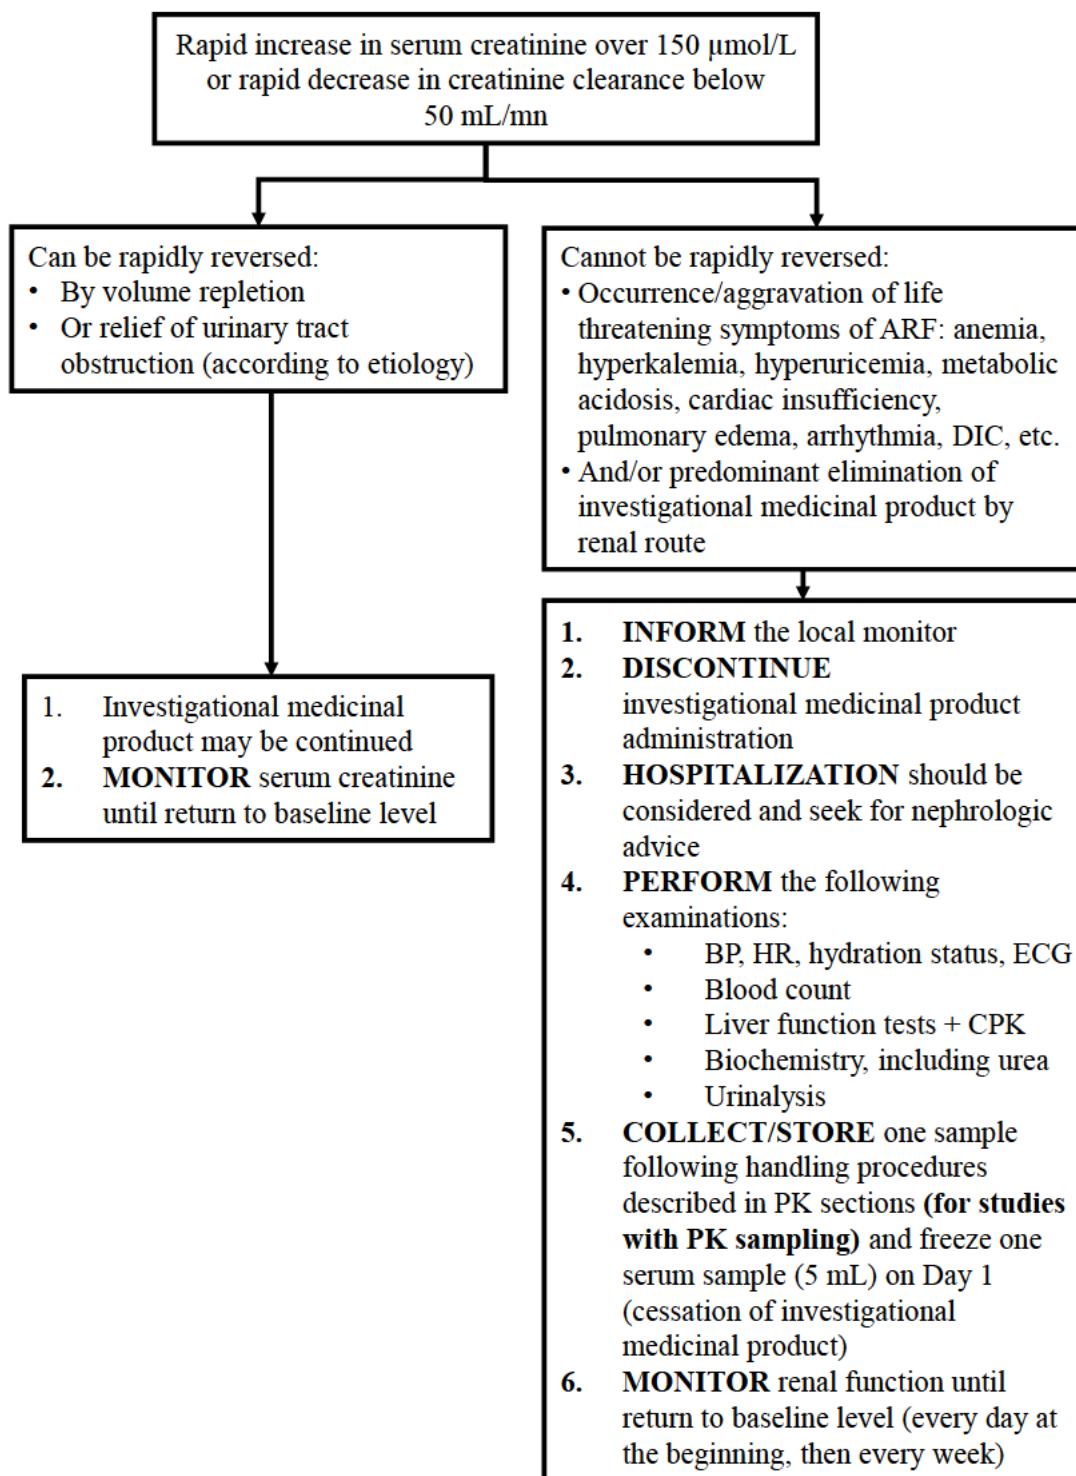 Rapid increase in serum creatinine over 150 µmol/L
or rapid decrease in creatinine clearance below
50 mL/mn
Can be rapidly reversed:
• By volume repletion
• Or relief of urinary tract
obstruction (according to etiology)
1. Investigational medicinal
product may be continued
2. MONITOR serum creatinine
until return to baseline level
Cannot be rapidly reversed:
• Occurrence/aggravation of life
threatening symptoms of ARF: anemia,
hyperkalemia, hyperuricemia, metabolic
acidosis, cardiac insufficiency,
pulmonary edema, arrhythmia, DIC, etc.
• And/or predominant elimination of
investigational medicinal product by
renal route
1. INFORM the local monitor
2. DISCONTINUE
investigational medicinal product
administration
3. HOSPITALIZATION should be
considered and seek for nephrologic
advice
4. PERFORM the following
examinations:
• BP, HR, hydration status, ECG
• Blood count
• Liver function tests + CPK
• Biochemistry, including urea
• Urinalysis
5. COLLECT/STORE one sample
following handling procedures
described in PK sections (for studies
with PK sampling) and freeze one
serum sample (5 mL) on Day 1
(cessation of investigational
medicinal product)
6. MONITOR renal function until
return to baseline level (every day at
the beginning, then every week)